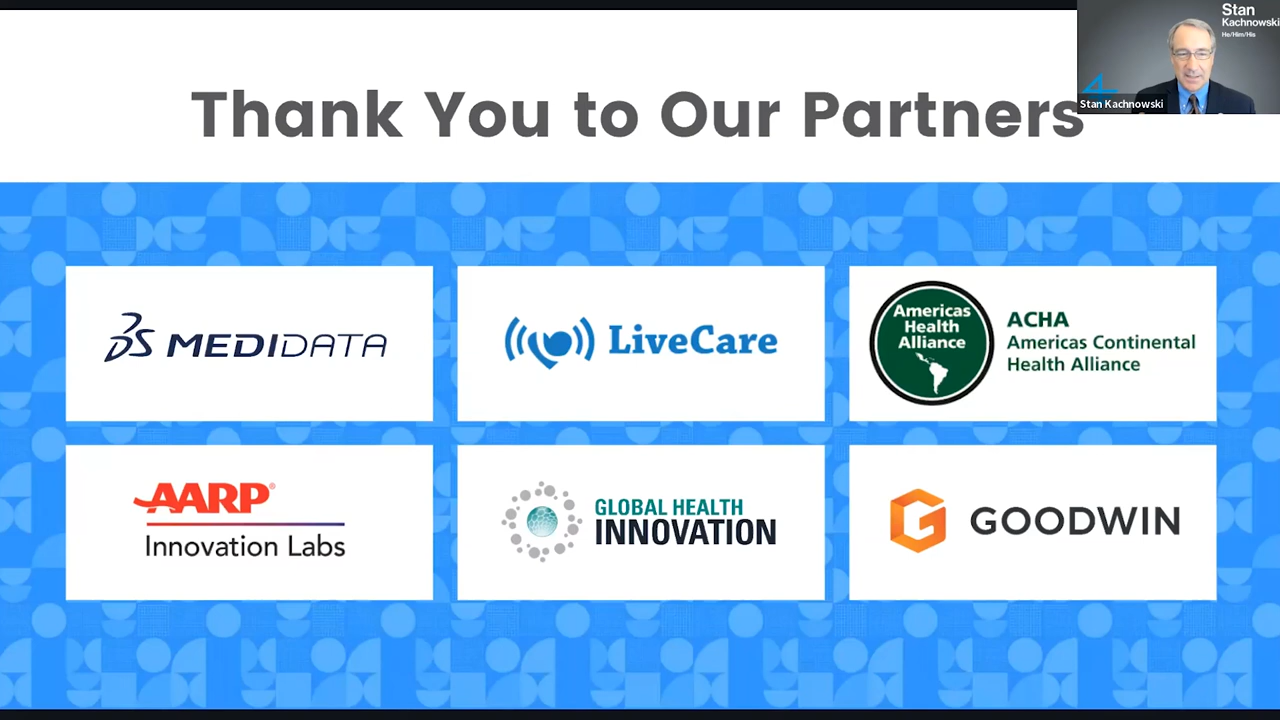 Thank You to Our Partners
Stan
Kachnowski
He/Him/His
Stan Kachnowski
3S MEDIDATA
LiveCare
Americas
Health
Alliance
ACHA
Americas Continental
Health Alliance
AARP®
Innovation Labs
GLOBAL HEALTH
INNOVATION
G GOODWIN